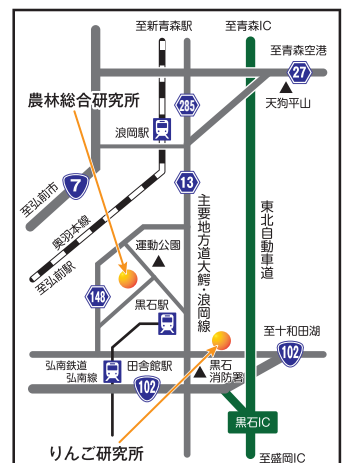 至新青森駅
至青森IC
至青森空港
27
農林総合研究所
天狗平山
285
浪岡駅
7
13
至弘前市
奥羽本線
至弘前駅
主要地方道大鰐・浪岡線
東北自動車道
運動公園
148
黒石駅
至十和田湖
102
弘南鉄道
弘南線
田舎館駅
黒石
消防署
102
黒石IC
りんご研究所
至盛岡IC